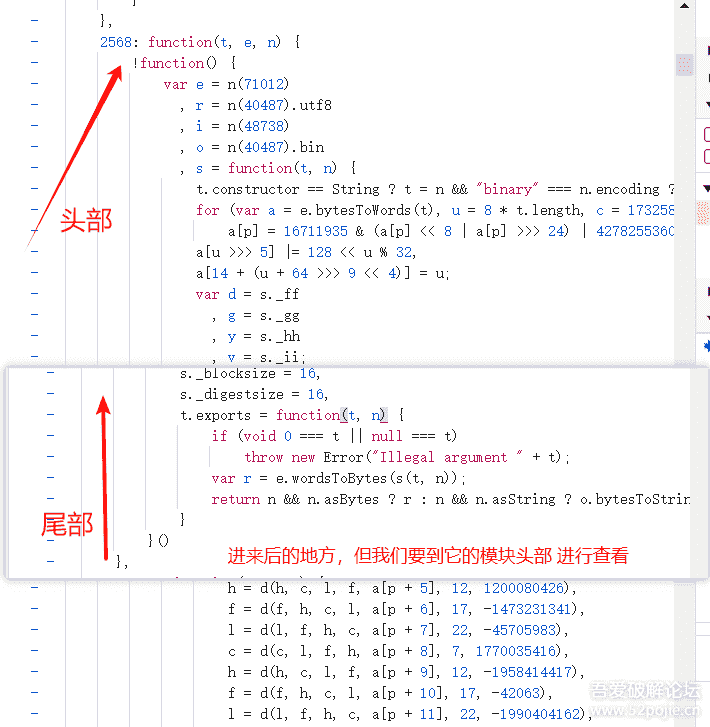 },
2568: function(t, e, n) {
!function() {
var e = n(71012)
, r = n(40487).utf8
, i = n(48738)
, o = n(40487).bin
, s = function(t, n) {
t.constructor == String ? t = n && "binary" === n.encoding ?
for (var a = e.bytesToWords(t), u = 8 * t.length, c = 173258
a[p] = 16711935 & (a[p] << 8 | a[p] >>> 24) | 4278255360
a[u >>> 5] |= 128 << u % 32,
a[14 + (u + 64 >>> 9 << 4)] = u;
头部
var d = s._ff
, g = s._gg
, y = s._hh
, v = s._ii;
s._blocksize = 16,
s._digestsize = 16,
t.exports = function(t, n) {
if (void 0 === t || null === t)
throw new Error("Illegal argument " + t);
var r = e.wordsToBytes(s(t, n));
return n && n.asBytes ? r : n && n.asString ? o.bytesToStrin
尾部
}
}()
},
进来后的地方，但我们要到它的模块头部 进行查看
h = d(h, c, l, f, a[p + 5], 12, 1200080426),
f = d(f, h, c, l, a[p + 6], 17, -1473231341),
l = d(l, f, h, c, a[p + 7], 22, -45705983),
c = d(c, l, f, h, a[p + 8], 7, 1770035416),
h = d(h, c, l, f, a[p + 9], 12, -1958414417),
f = d(f, h, c, l, a[p + 10], 17, -42063),
l = d(l, f, h, c, a[p + 11], 22, -1990404162),
吾爱破解论坛
www.52pojie.cn